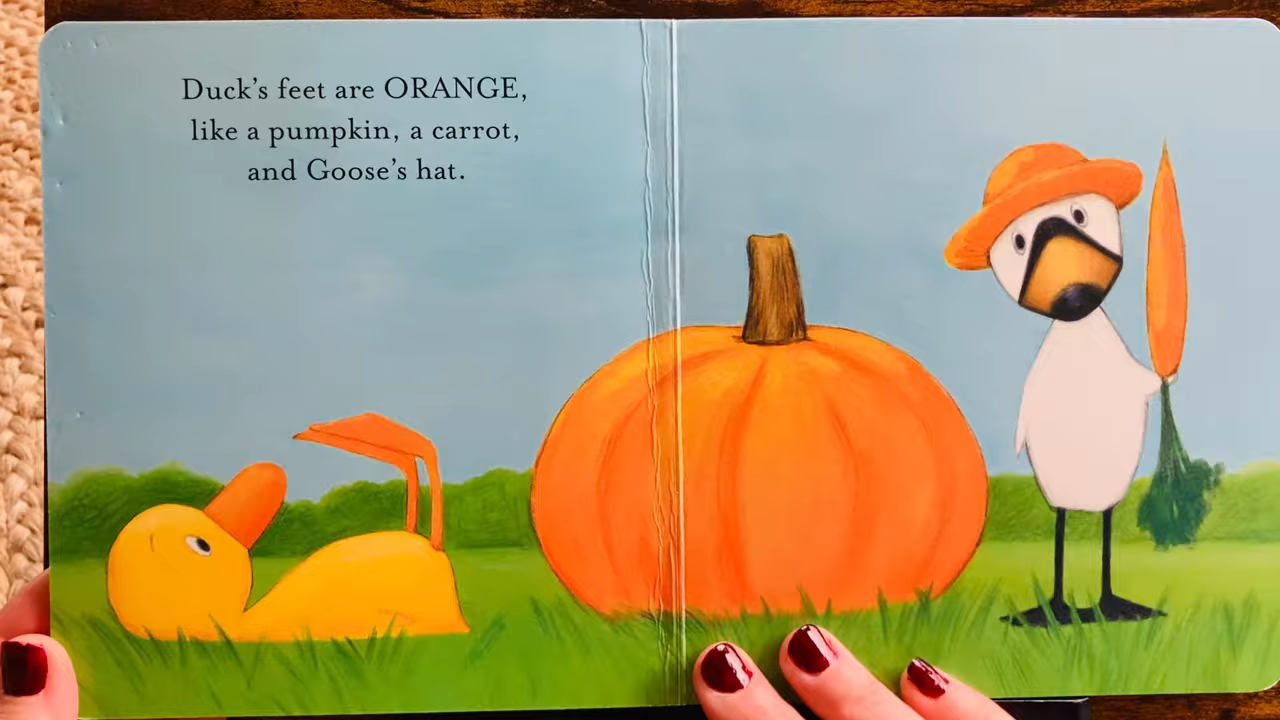 Duck’s feet are ORANGE,
like a pumpkin, a carrot,
and Goose’s hat.